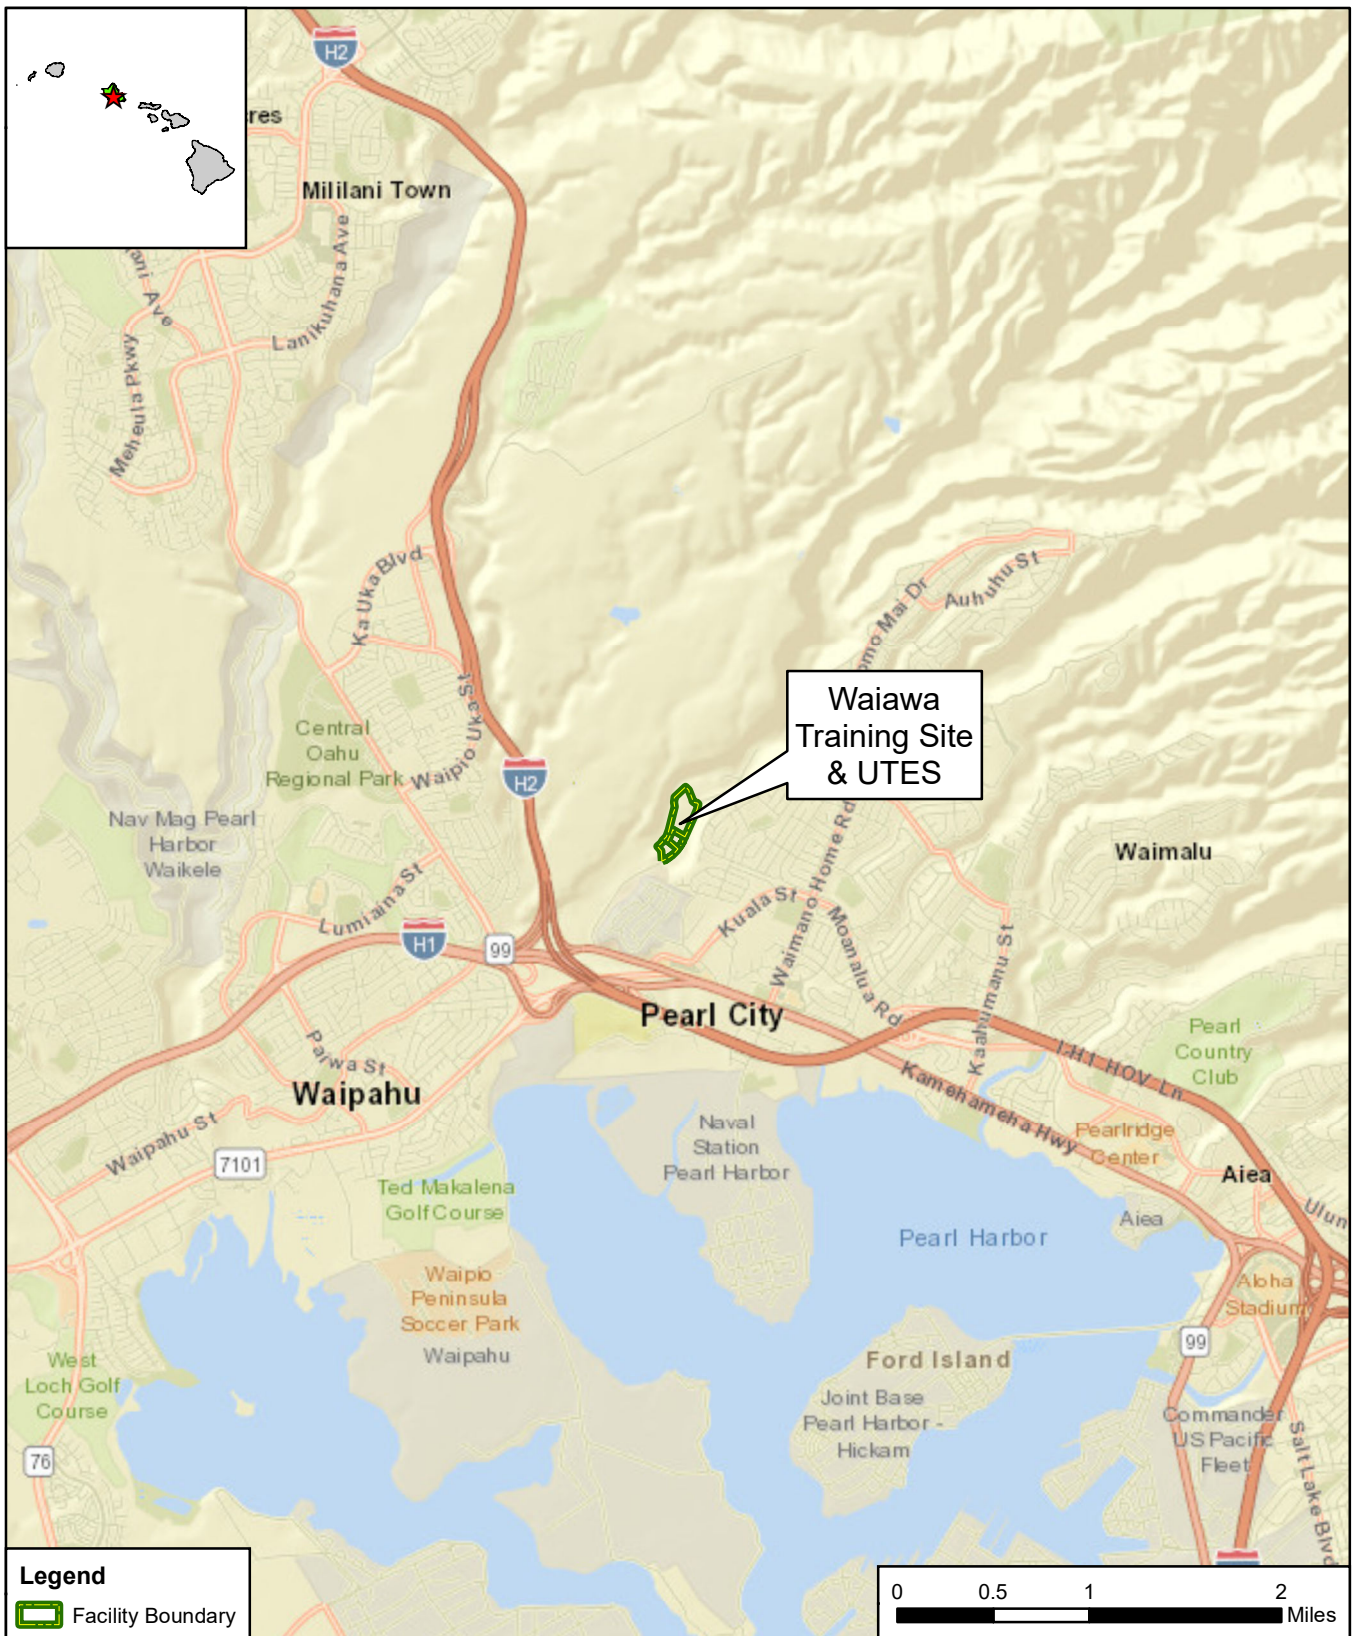 H2
cres
Mililani Town
ani Ave
Lanikuhana Ave
Meheula Pkwy
Ka Uka Blvd
Auhuhu St
omo Mai Dr
Waiawa
Training Site
& UTES
Central
Oahu
Regional Park
Waipio Uka St
H2
Nav Mag Pearl
Harbor
Waikele
Waimalu
Lumiaina St
Kuala St
Waimano Home Rd
Moanalua Rd
Kaahumanu St
H1
99
Pearl City
Pearl
Country
Club
Paiwa St
I-H1 HOV Ln
Waipahu
Kamehameha Hwy
Waipahu St
7101
Naval
Station
Pearl Harbor
Pearlridge
Center
Aiea
Ted Makalena
Golf Course
Aiea
Ulun
Pearl Harbor
Waipio
Peninsula
Soccer Park
Waipahu
Aloha
Stadium
99
West
Loch Golf
Course
Ford Island
Joint Base
Pearl Harbor -
Hickam
Commander
US Pacific
Fleet
Salt Lake Blvd
76
Legend
Facility Boundary
0 0.5 1 2
Miles